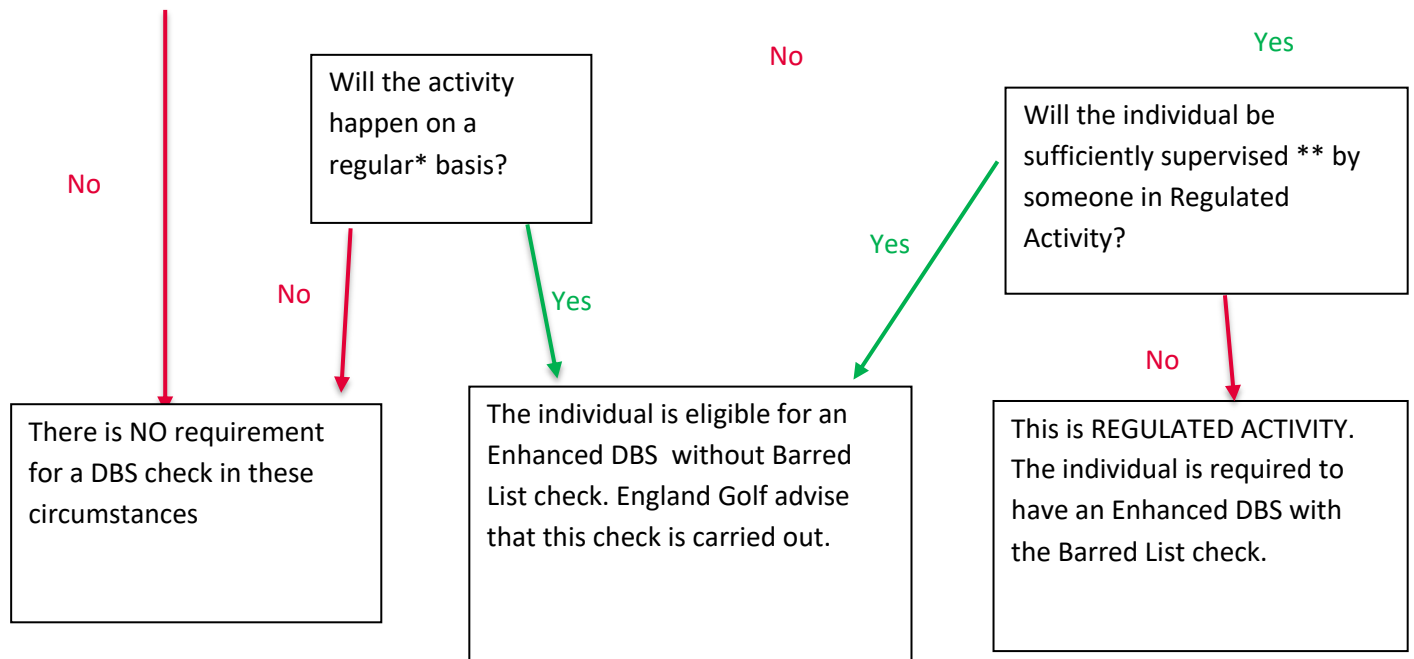 No
Yes
Will the activity
happen on a
regular* basis?
Will the individual be
sufficiently supervised ** by
someone in Regulated
Activity?
No
Yes
No
Yes
No
There is NO requirement
for a DBS check in these
circumstances
The individual is eligible for an
Enhanced DBS without Barred
List check. England Golf advise
that this check is carried out.
This is REGULATED ACTIVITY.
The individual is required to
have an Enhanced DBS with
the Barred List check.